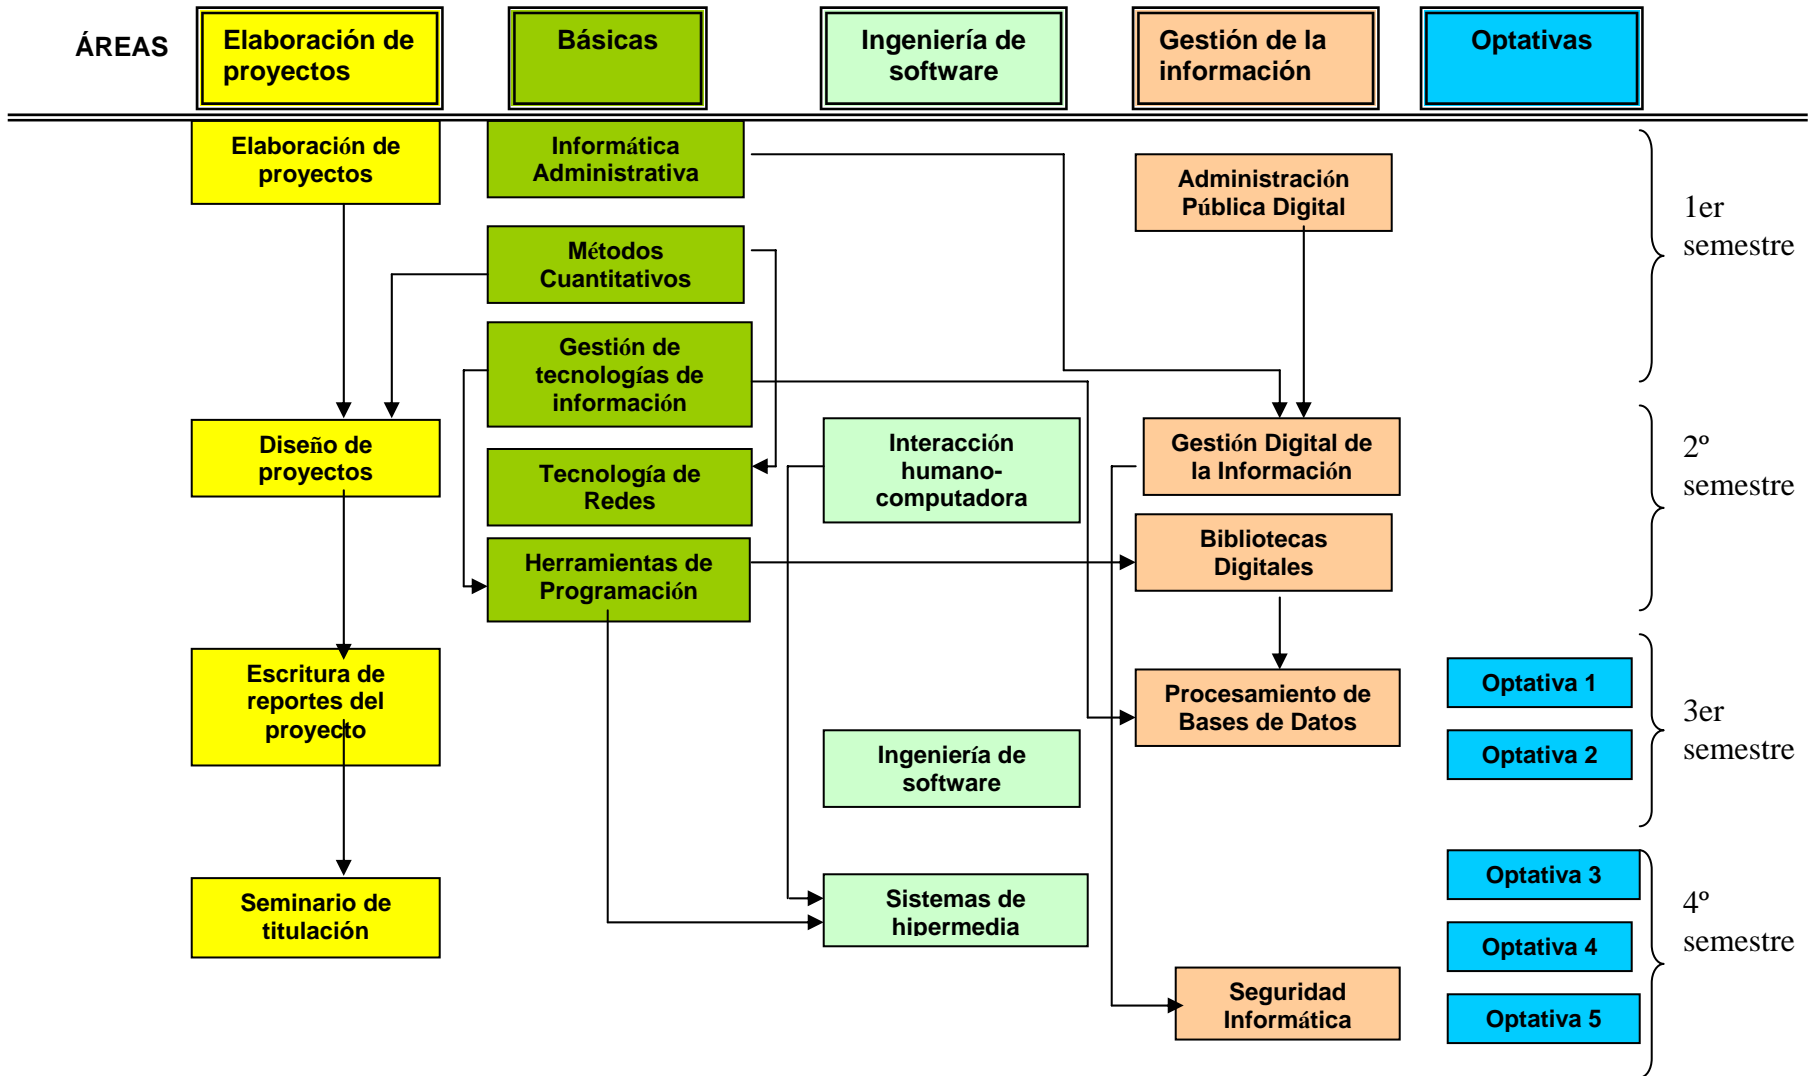 ÁREAS
Elaboración de
proyectos
Básicas
Ingeniería de
software
Gestión de la
información
Optativas
Elaboración de
proyectos
Informática
Administrativa
Administración
Pública Digital
1er
semestre
Métodos
Cuantitativos
Gestión de
tecnologías de
información
Diseño de
proyectos
Tecnología de
Redes
Interacción
humano-
computadora
Gestión Digital de
la Información
2º
semestre
Herramientas de
Programación
Bibliotecas
Digitales
Escritura de
reportes del
proyecto
Ingeniería de
software
Procesamiento de
Bases de Datos
Optativa 1
Optativa 2
3er
semestre
Seminario de
titulación
Sistemas de
hipermedia
Seguridad
Informática
Optativa 3
Optativa 4
Optativa 5
4º
semestre